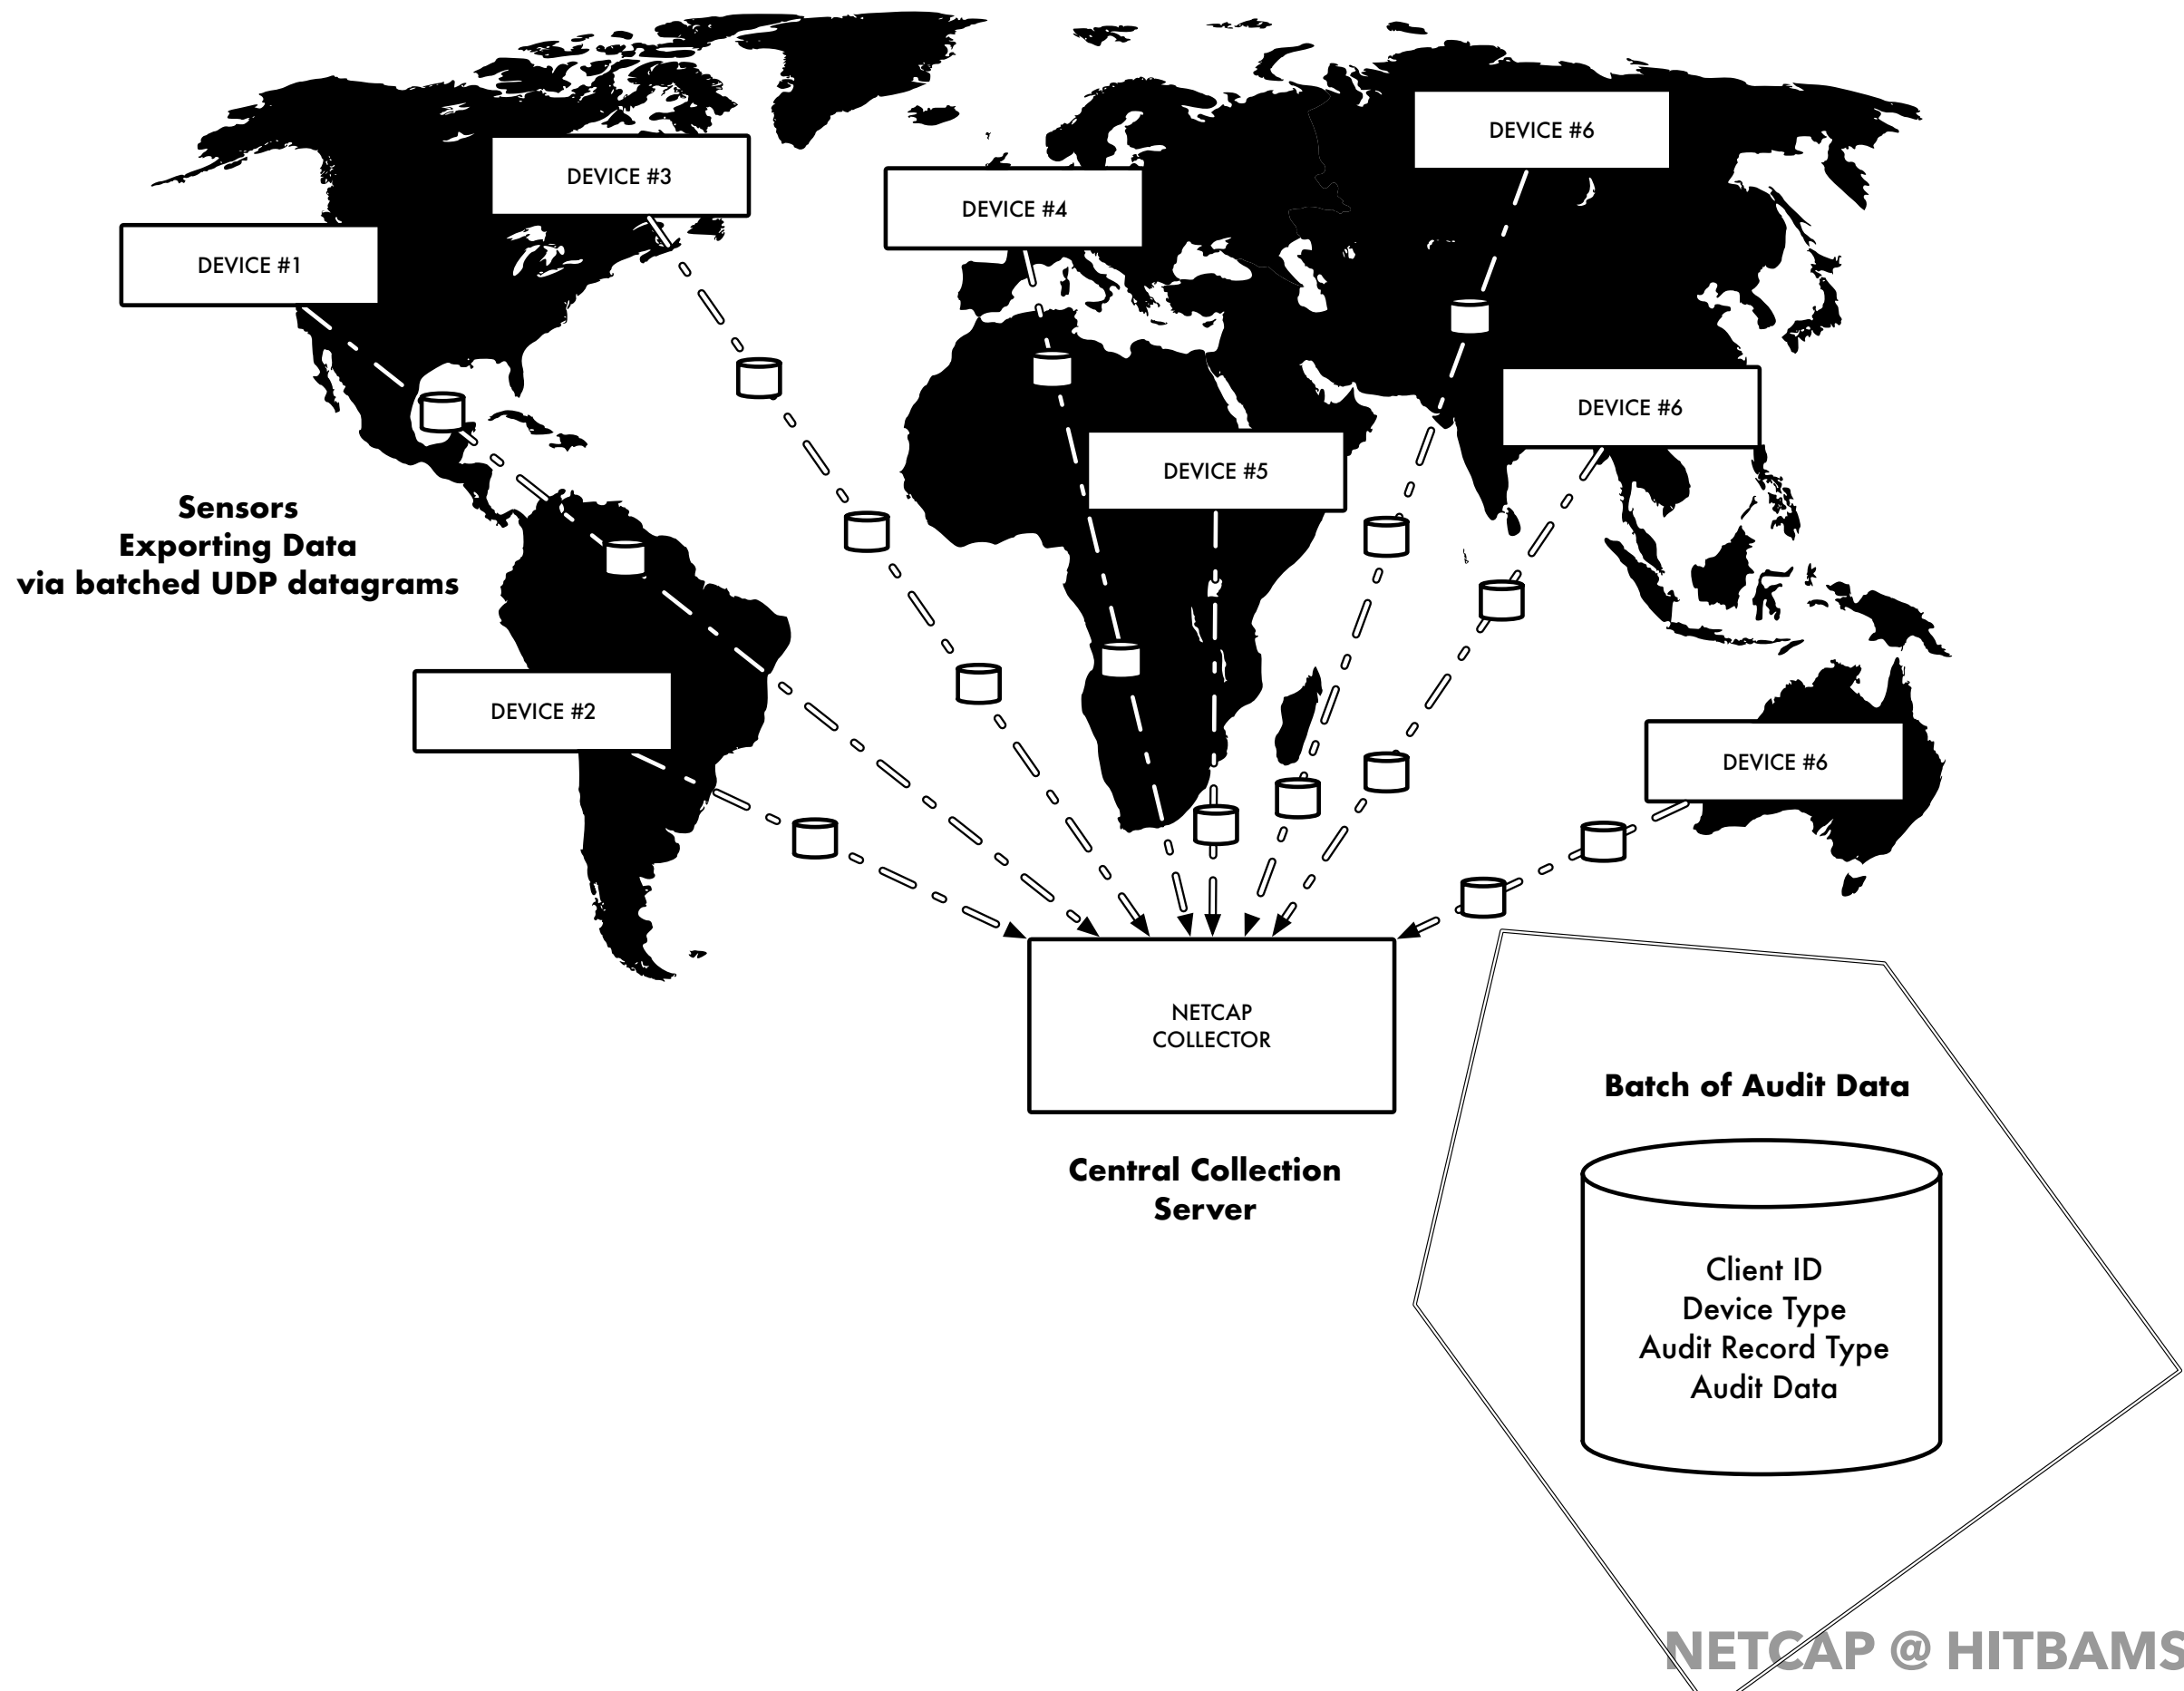 DEVICE #6
DEVICE #3
DEVICE #4
DEVICE #1
DEVICE #6
DEVICE #5
Sensors
Exporting Data
via batched UDP datagrams
DEVICE #2
DEVICE #6
NETCAP
COLLECTOR
Central Collection
Server
Batch of Audit Data
Client ID
Device Type
Audit Record Type
Audit Data
NETCAP @ HITBAMS